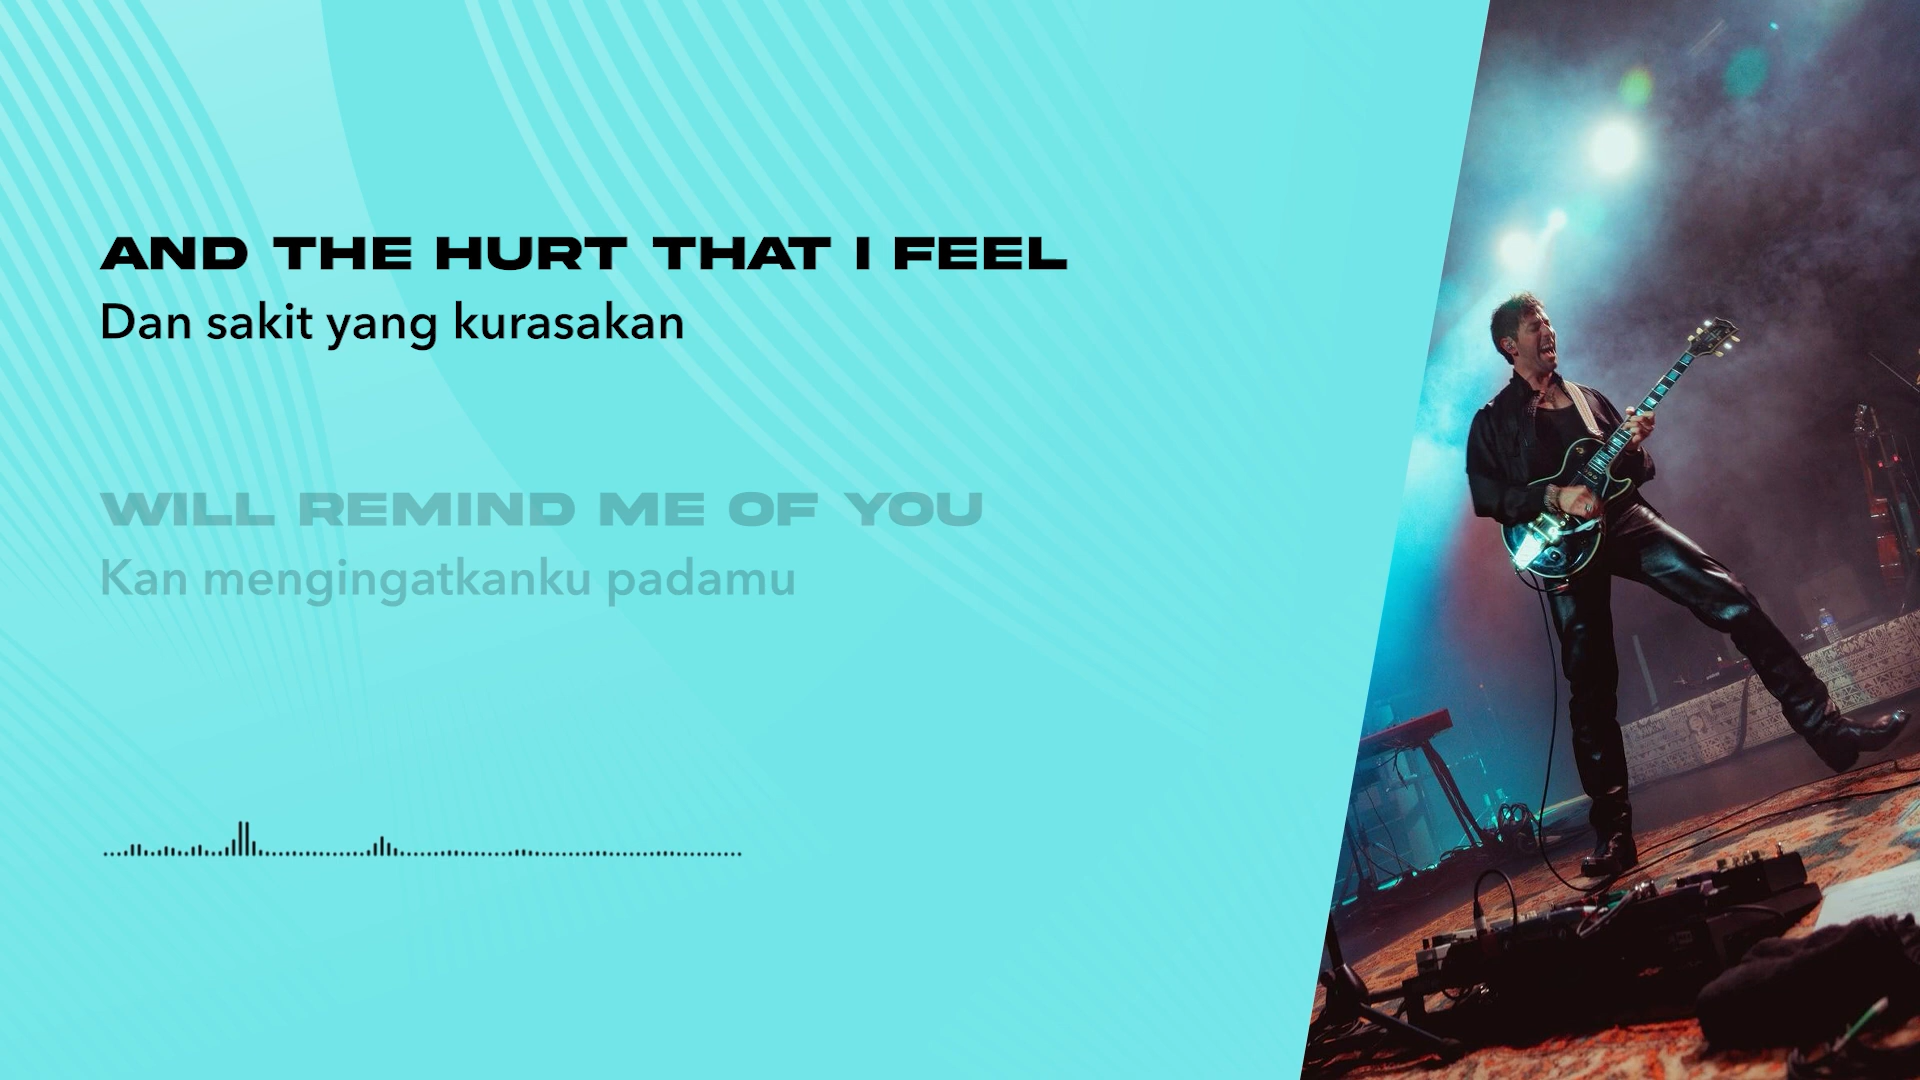 AND THE HURT THAT I FEEL
Dan sakit yang kurasakan
WILL REMIND ME OF YOU
Kan mengingatkanku padamu